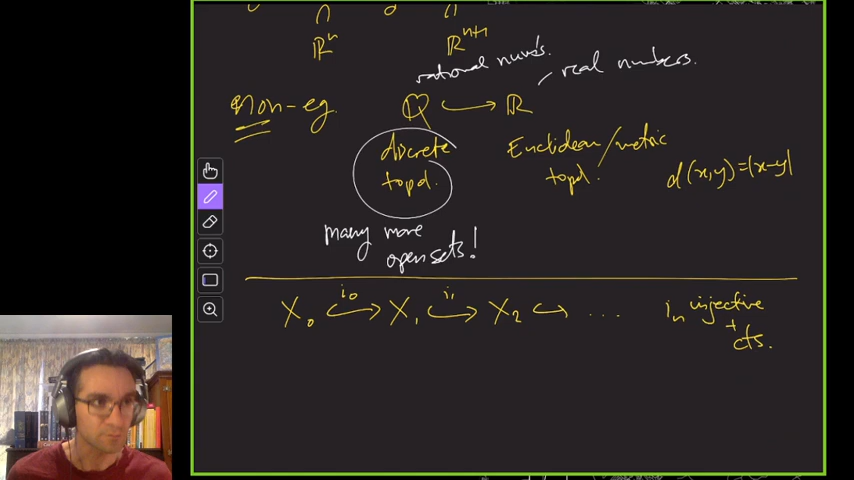 ∩ ∩
ℝⁿ ℝⁿ⁺¹
rational numbs. real numbers.
Non-eg. ℚ ↪ ℝ
discrete topol. Euclidean/metric topol. d(x,y)=|x-y|
many more open sets!
X₀ ↪ X₁ ↪ X₂ ↪ ... iₙ injective + cts.
i₀ i₁